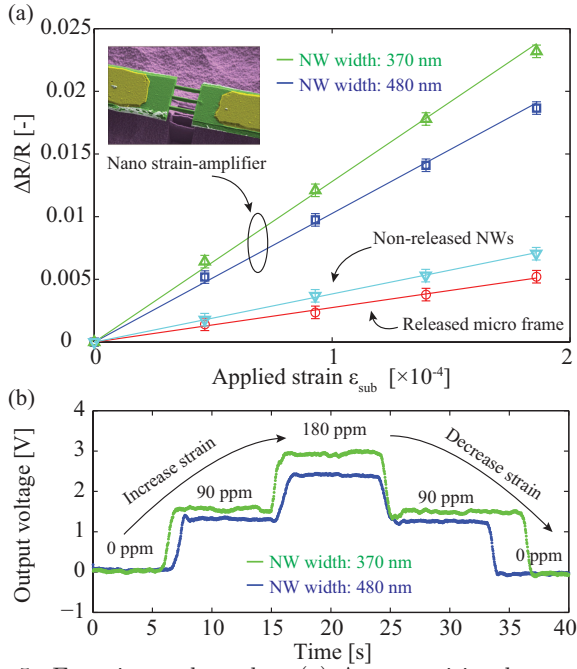 (a)
0.025
0.02
0.015
0.01
0.005
0
ΔR/R [-]
NW width: 370 nm
NW width: 480 nm
Nano strain-amplifier
Non-released NWs
Released micro frame
0
1
2
Applied strain ε_sub [×10⁻⁴]
(b)
4
3
2
1
0
−1
Output voltage [V]
Increase strain
180 ppm
Decrease strain
90 ppm
90 ppm
0 ppm
0 ppm
NW width: 370 nm
NW width: 480 nm
0
5
10
15
20
25
30
35
40
Time [s]